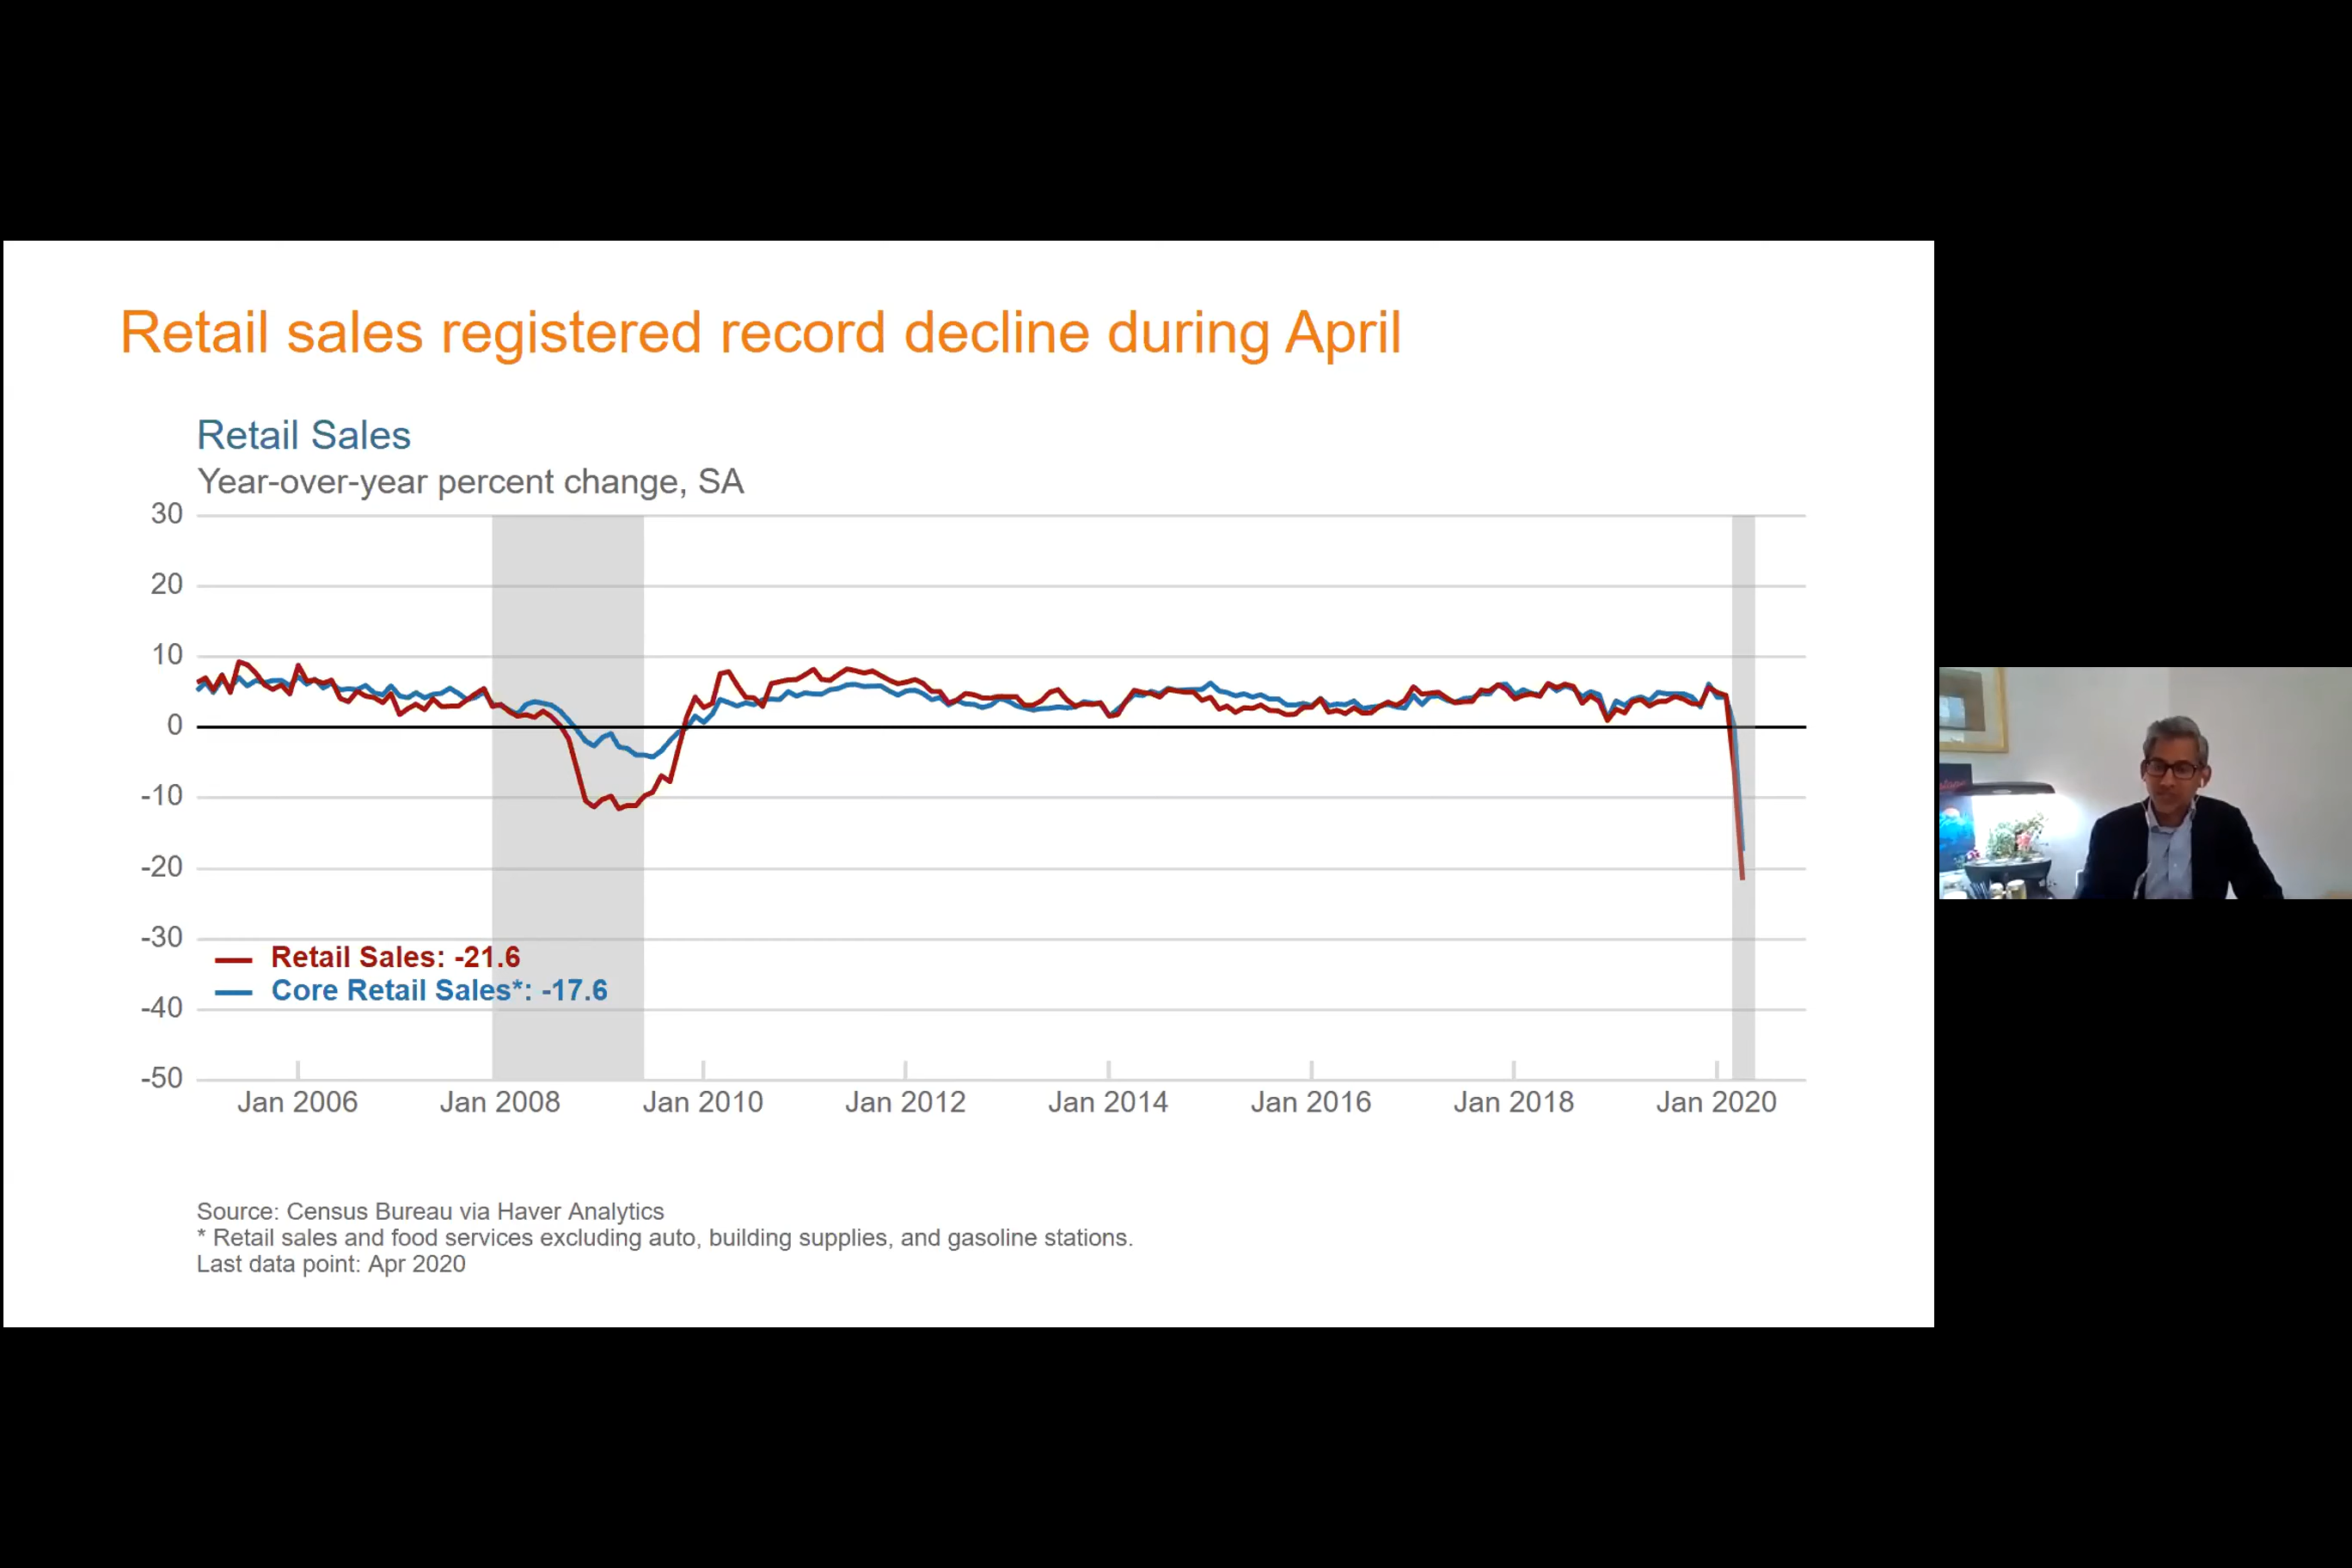 Retail sales registered record decline during April
Retail Sales
Year-over-year percent change, SA
30
20
10
0
-10
-20
-30
-40
-50
Retail Sales: -21.6
Core Retail Sales*: -17.6
Jan 2006 Jan 2008 Jan 2010 Jan 2012 Jan 2014 Jan 2016 Jan 2018 Jan 2020
Source: Census Bureau via Haver Analytics
* Retail sales and food services excluding auto, building supplies, and gasoline stations.
Last data point: Apr 2020